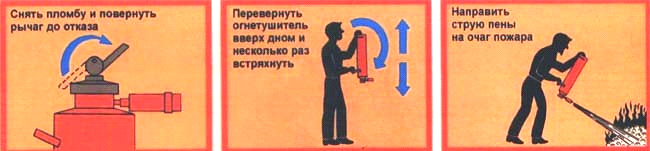 Снять пломбу и повернуть
рычаг до отказа
Перевернуть
огнетушитель
вверх дном и
несколько раз
встряхнуть
Направить
струю пены
на очаг пожара